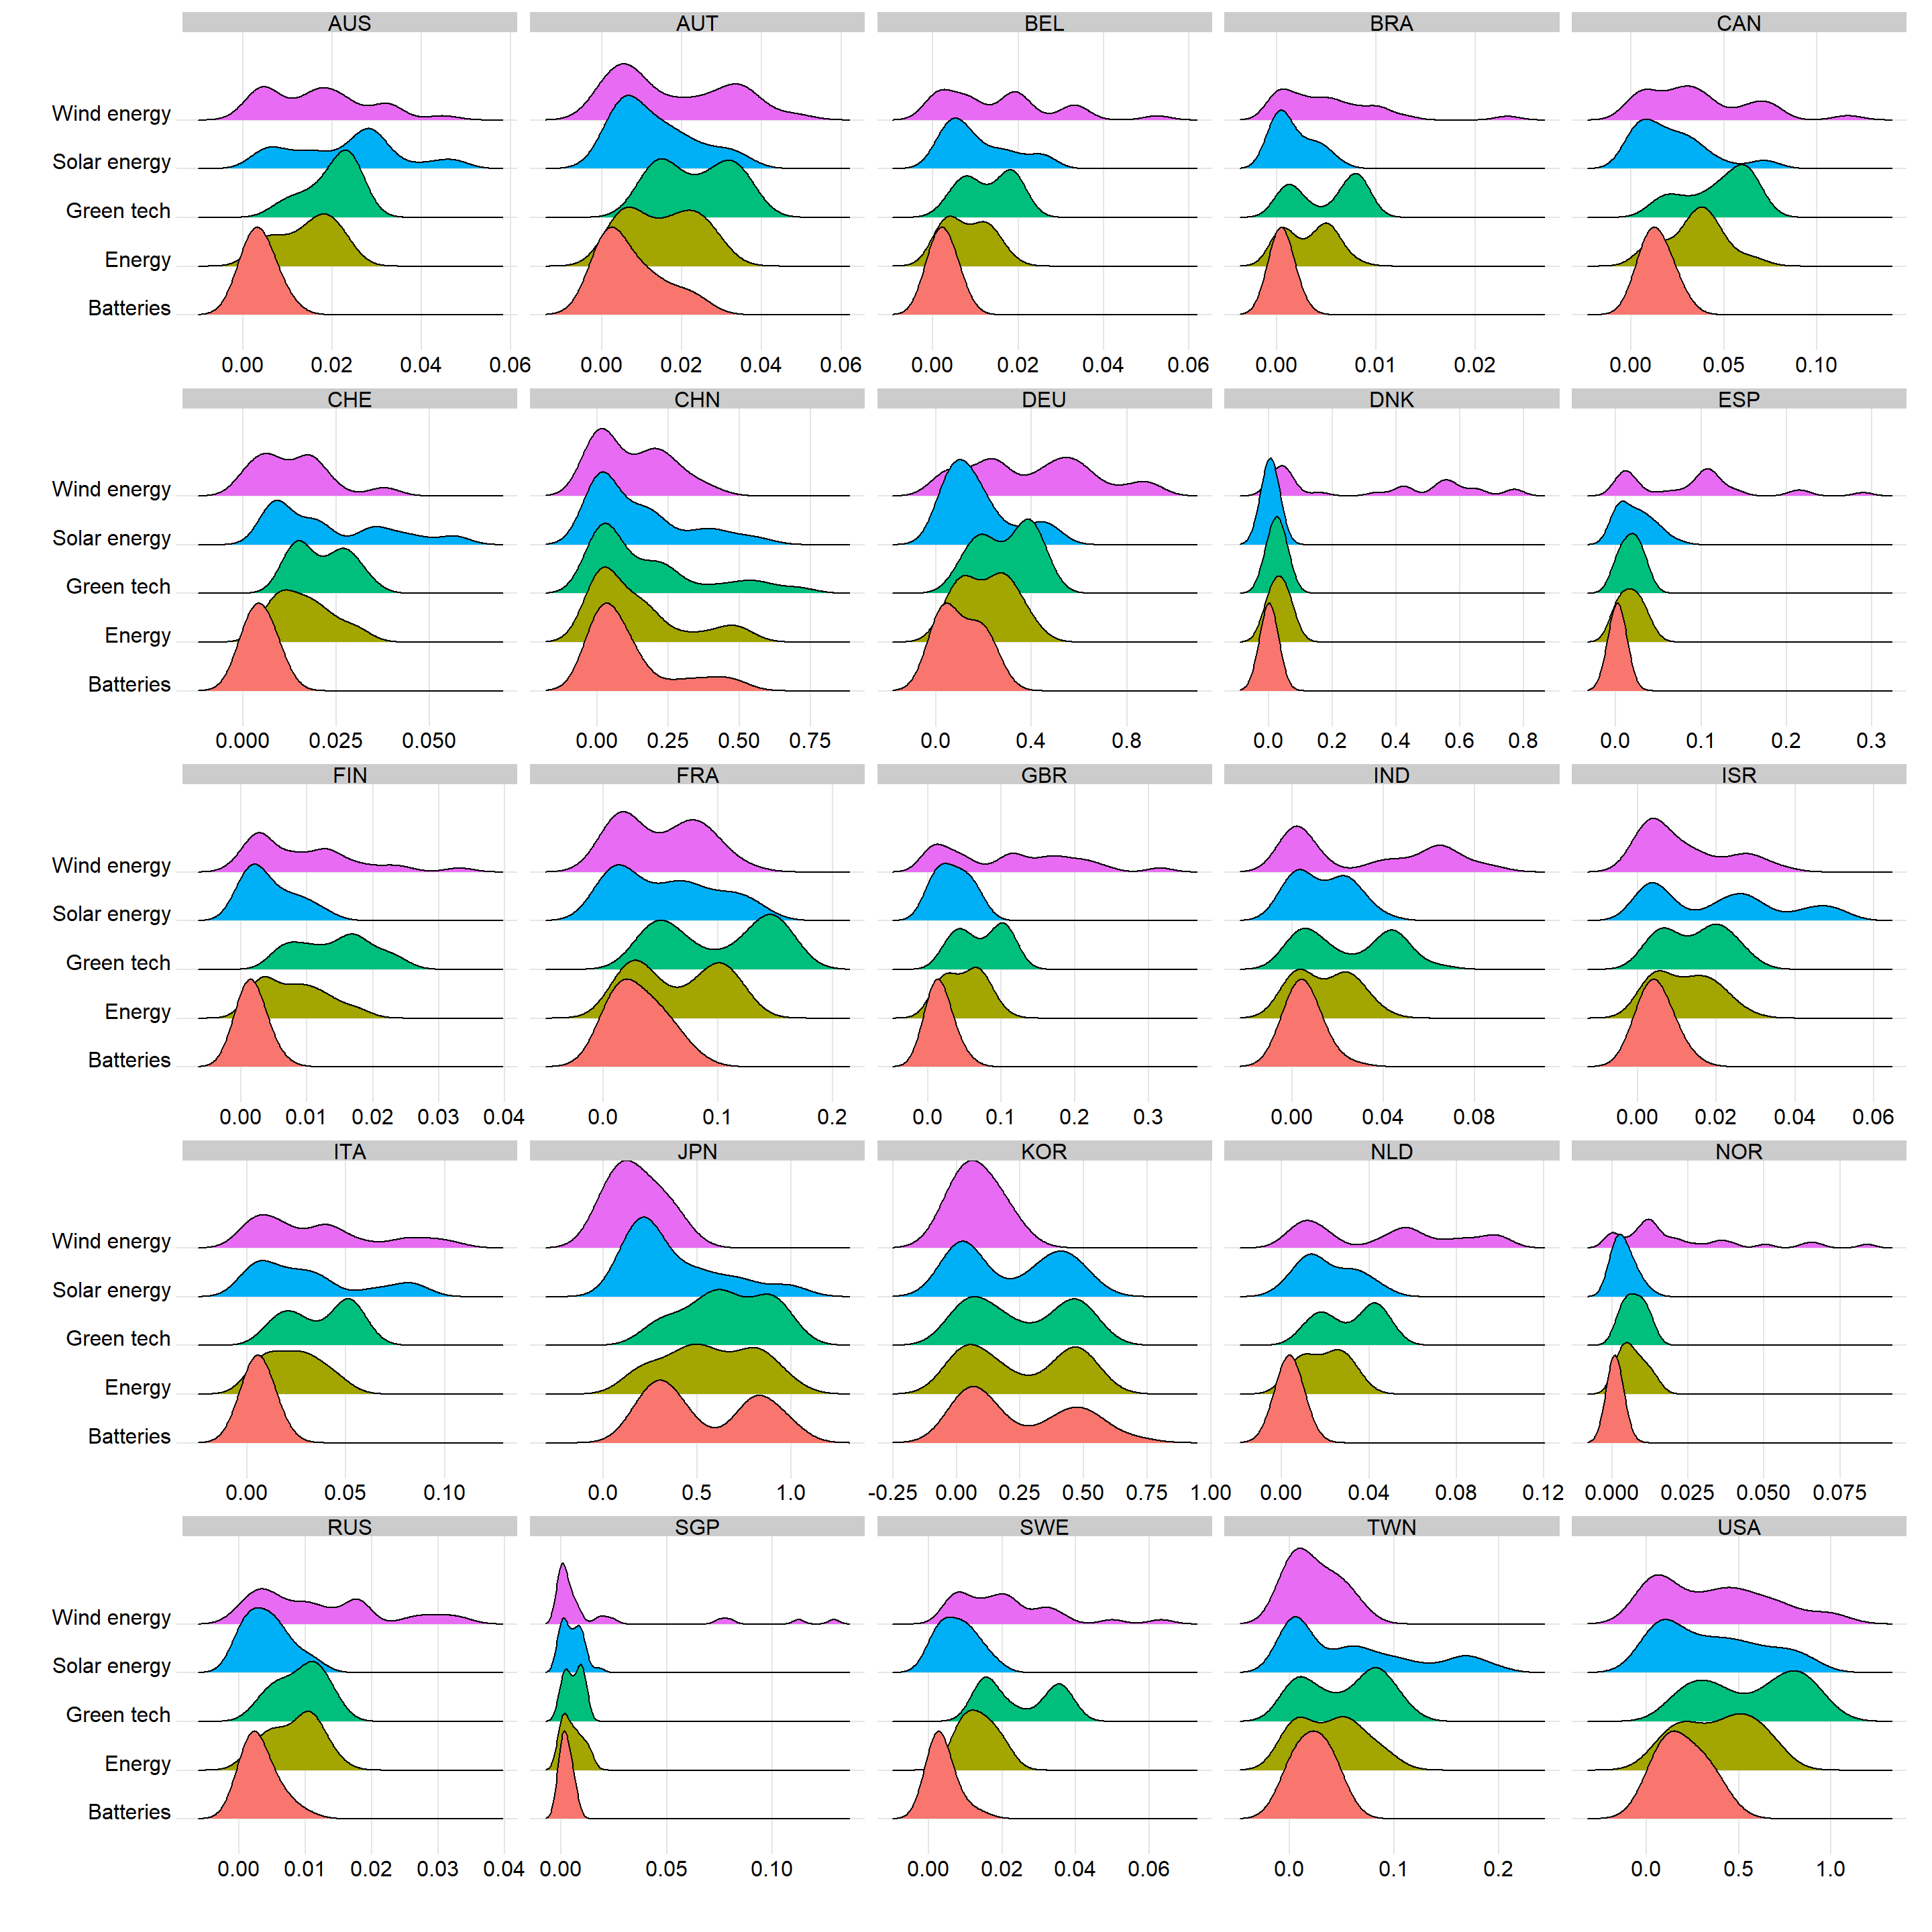 AUS AUT BEL BRA CAN
Wind energy
Solar energy
Green tech
Energy
Batteries
0.00 0.02 0.04 0.06 0.00 0.02 0.04 0.06 0.00 0.02 0.04 0.06 0.00 0.01 0.02 0.00 0.05 0.10
CHE CHN DEU DNK ESP
Wind energy
Solar energy
Green tech
Energy
Batteries
0.000 0.025 0.050 0.00 0.25 0.50 0.75 0.0 0.4 0.8 0.0 0.2 0.4 0.6 0.8 0.0 0.1 0.2 0.3
FIN FRA GBR IND ISR
Wind energy
Solar energy
Green tech
Energy
Batteries
0.00 0.01 0.02 0.03 0.04 0.0 0.1 0.2 0.0 0.1 0.2 0.3 0.00 0.04 0.08 0.00 0.02 0.04 0.06
ITA JPN KOR NLD NOR
Wind energy
Solar energy
Green tech
Energy
Batteries
0.00 0.05 0.10 0.0 0.5 1.0 -0.25 0.00 0.25 0.50 0.75 1.00 0.00 0.04 0.08 0.12 0.000 0.025 0.050 0.075
RUS SGP SWE TWN USA
Wind energy
Solar energy
Green tech
Energy
Batteries
0.00 0.01 0.02 0.03 0.04 0.00 0.05 0.10 0.00 0.02 0.04 0.06 0.0 0.1 0.2 0.0 0.5 1.0